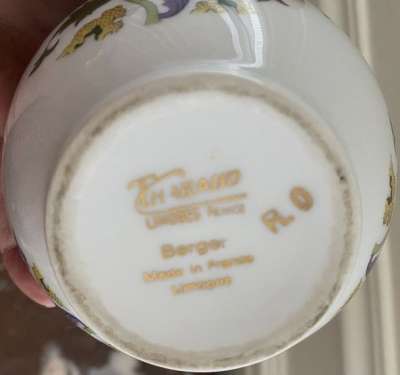 LIMOGES FRANCE
R. O
Berger
Made in France
Limoges